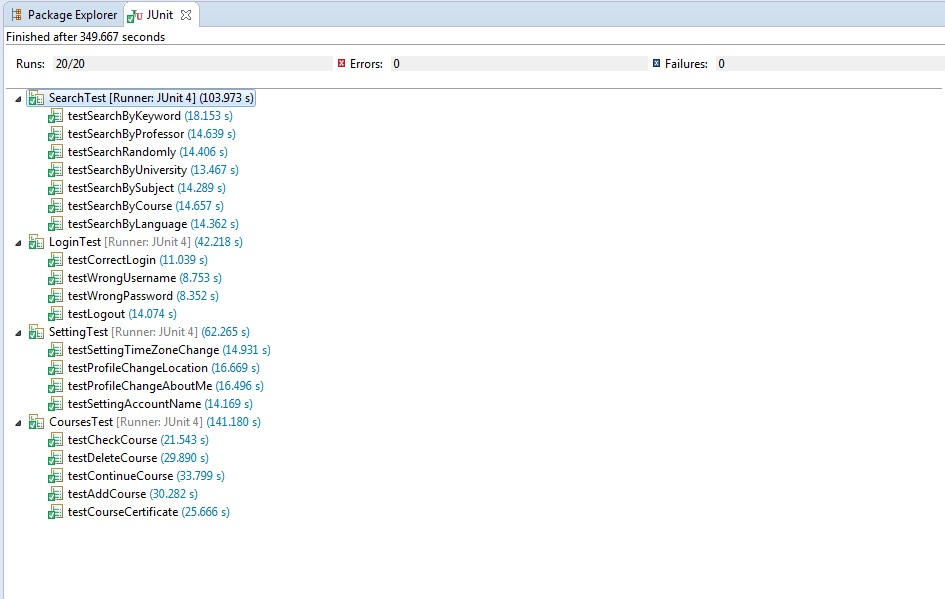 Package Explorer JUnit
Finished after 349.667 seconds
Runs: 20/20 Errors: 0 Failures: 0
SearchTest [Runner: JUnit 4] (103.973 s)
testSearchByKeyword (18.153 s)
testSearchByProfessor (14.639 s)
testSearchRandomly (14.406 s)
testSearchByUniversity (13.467 s)
testSearchBySubject (14.289 s)
testSearchByCourse (14.657 s)
testSearchByLanguage (14.362 s)
LoginTest [Runner: JUnit 4] (42.218 s)
testCorrectLogin (11.039 s)
testWrongUsername (8.753 s)
testWrongPassword (8.352 s)
testLogout (14.074 s)
SettingTest [Runner: JUnit 4] (62.265 s)
testSettingTimeZoneChange (14.931 s)
testProfileChangeLocation (16.669 s)
testProfileChangeAboutMe (16.496 s)
testSettingAccountName (14.169 s)
CoursesTest [Runner: JUnit 4] (141.180 s)
testCheckCourse (21.543 s)
testDeleteCourse (29.890 s)
testContinueCourse (33.799 s)
testAddCourse (30.282 s)
testCourseCertificate (25.666 s)